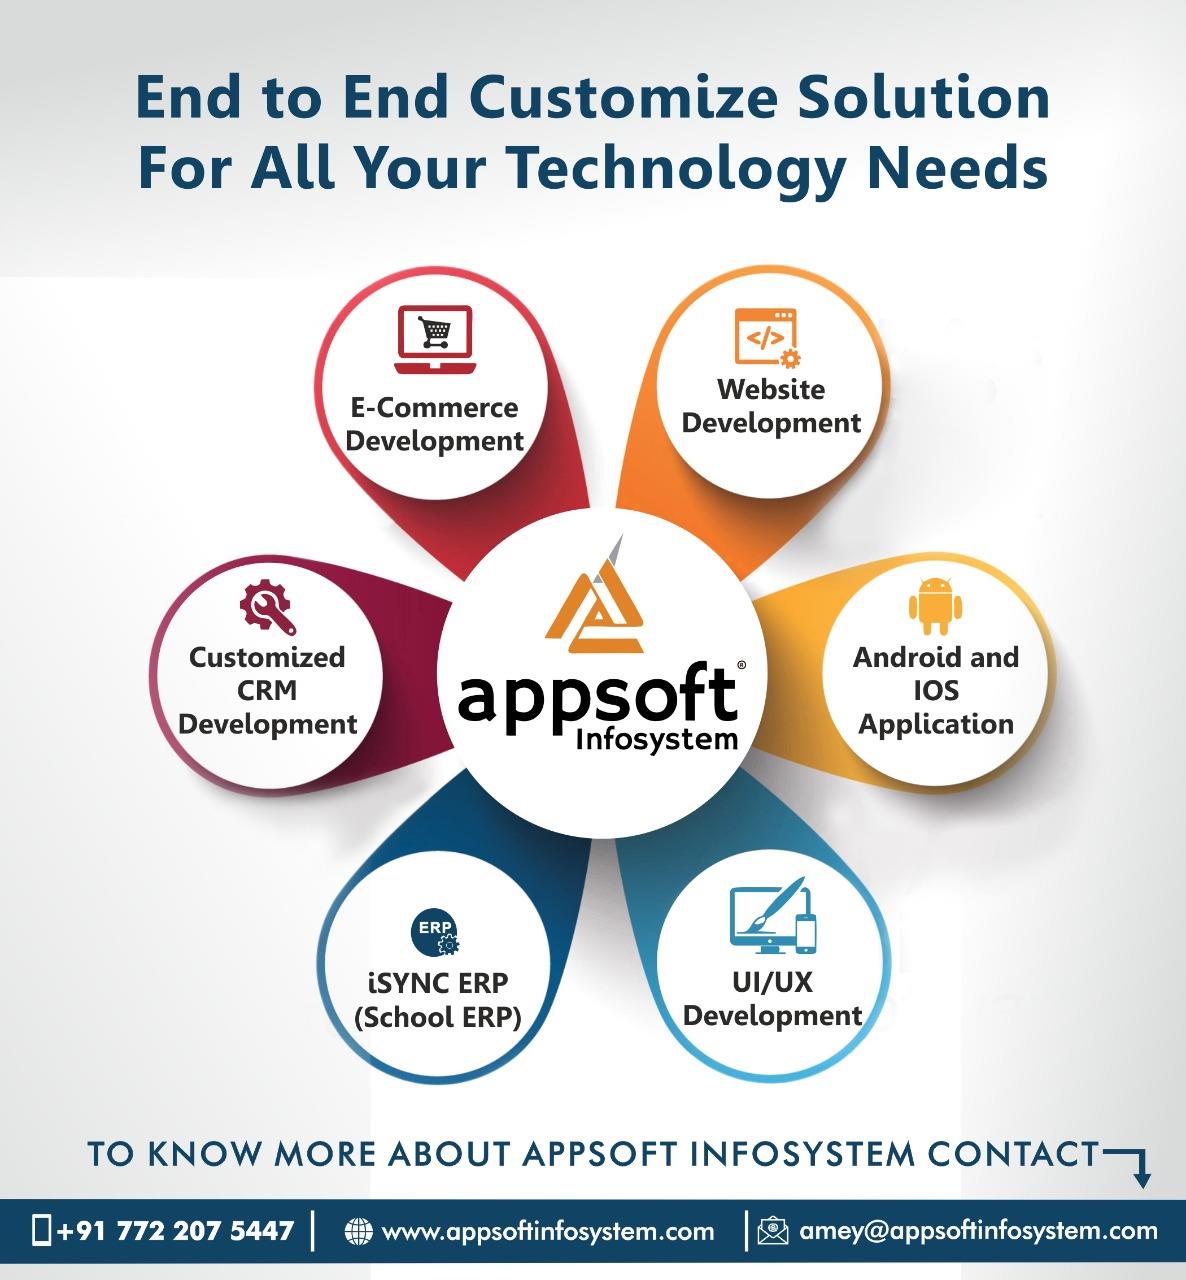 End to End Customize Solution
For All Your Technology Needs
E-Commerce
Development
</>
Website
Development
Customized
CRM
Development
appsoft®
Infosystem
Android and
IOS
Application
ERP
iSYNC ERP
(School ERP)
UI/UX
Development
TO KNOW MORE ABOUT APPSOFT INFOSYSTEM CONTACT
+91 772 207 5447
www.appsoftinfosystem.com
amey@appsoftinfosystem.com